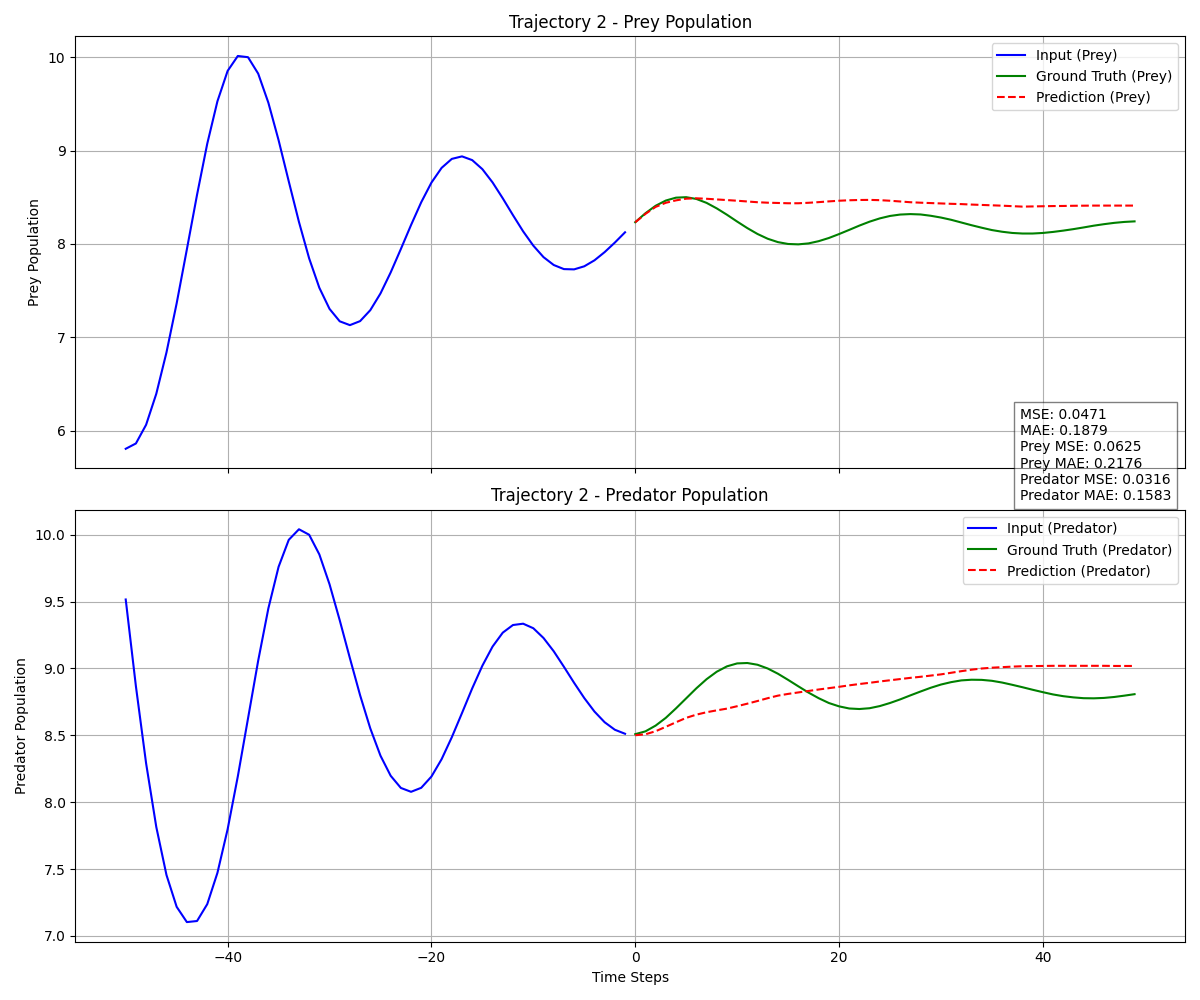 Trajectory 2 - Prey Population
Prey Population
10
9
8
7
6
Input (Prey)
Ground Truth (Prey)
Prediction (Prey)
MSE: 0.0471
MAE: 0.1879
Prey MSE: 0.0625
Prey MAE: 0.2176
Predator MSE: 0.0316
Predator MAE: 0.1583
Trajectory 2 - Predator Population
Predator Population
10.0
9.5
9.0
8.5
8.0
7.5
7.0
Input (Predator)
Ground Truth (Predator)
Prediction (Predator)
−40 −20 0 20 40
Time Steps